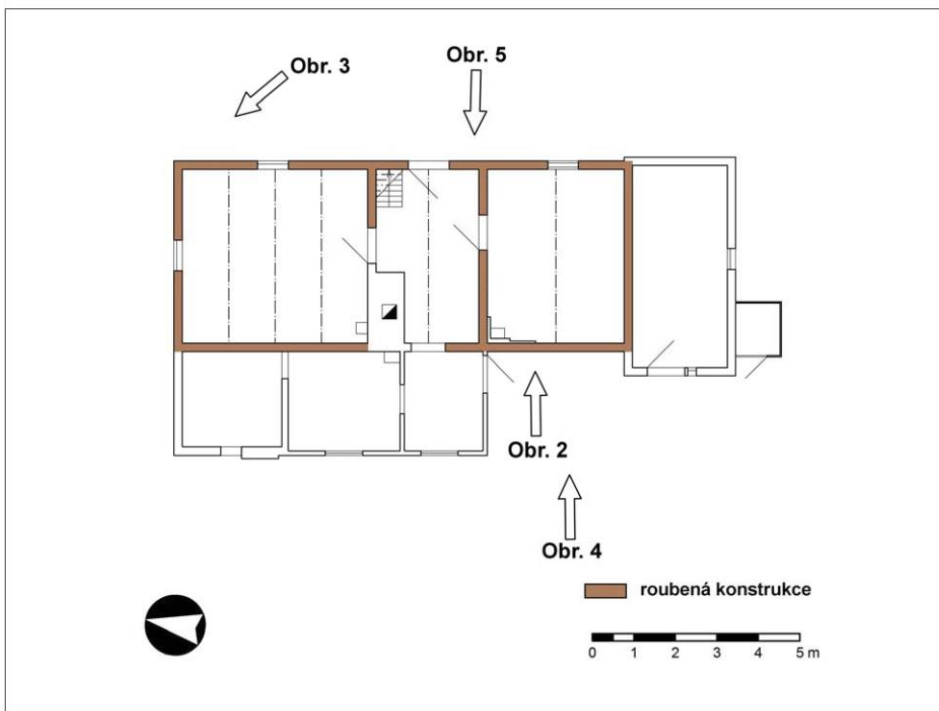 Obr. 3
Obr. 5
Obr. 2
Obr. 4
roubená konstrukce
0 1 2 3 4 5 m